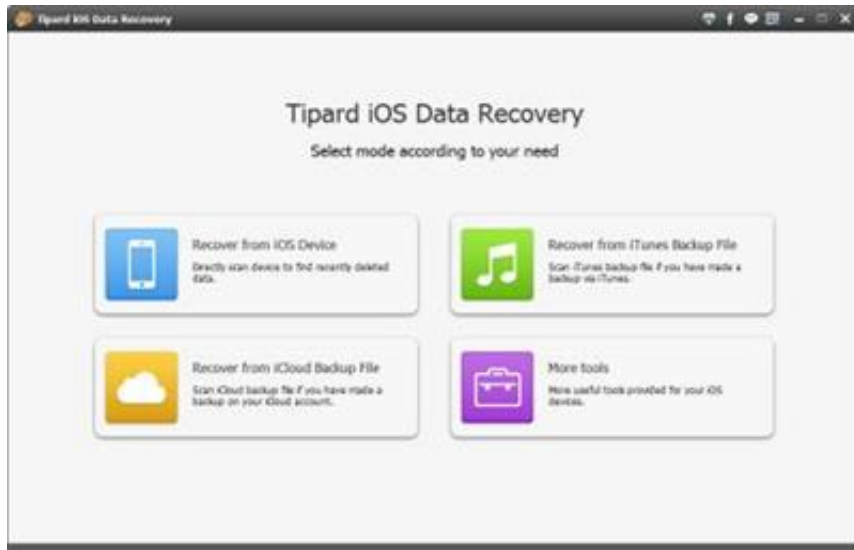 Tipard iOS Data Recovery
Tipard iOS Data Recovery
Select mode according to your need
Recover from iOS Device
Directly scan device to find recently deleted
data.
Recover from iTunes Backup File
Scan iTunes backup file if you have made a
backup via iTunes.
Recover from iCloud Backup File
Scan iCloud backup file if you have made a
backup on your iCloud account.
More tools
More useful tools provided for your iOS
devices.